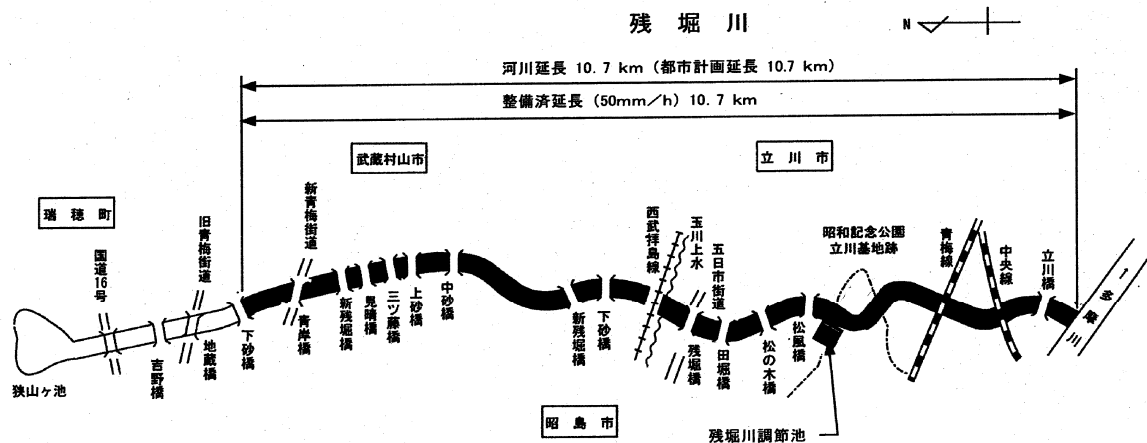 残堀川
N
河川延長 10.7 km（都市計画延長 10.7 km）
整備済延長（50mm／h）10.7 km
武蔵村山市
立川市
瑞穂町
国道16号
旧青梅街道
新青梅街道
西武拝島線
玉川上水
五日市街道
昭和記念公園
立川基地跡
青梅線
中央線
立川橋
多摩川
狭山ヶ池
吉野橋
地蔵橋
下砂橋
青岸橋
新残堀橋
見晴橋
三ツ藤橋
上砂橋
中砂橋
新残堀橋
下砂橋
残堀橋
田堀橋
松の木橋
松風橋
昭島市
残堀川調節池